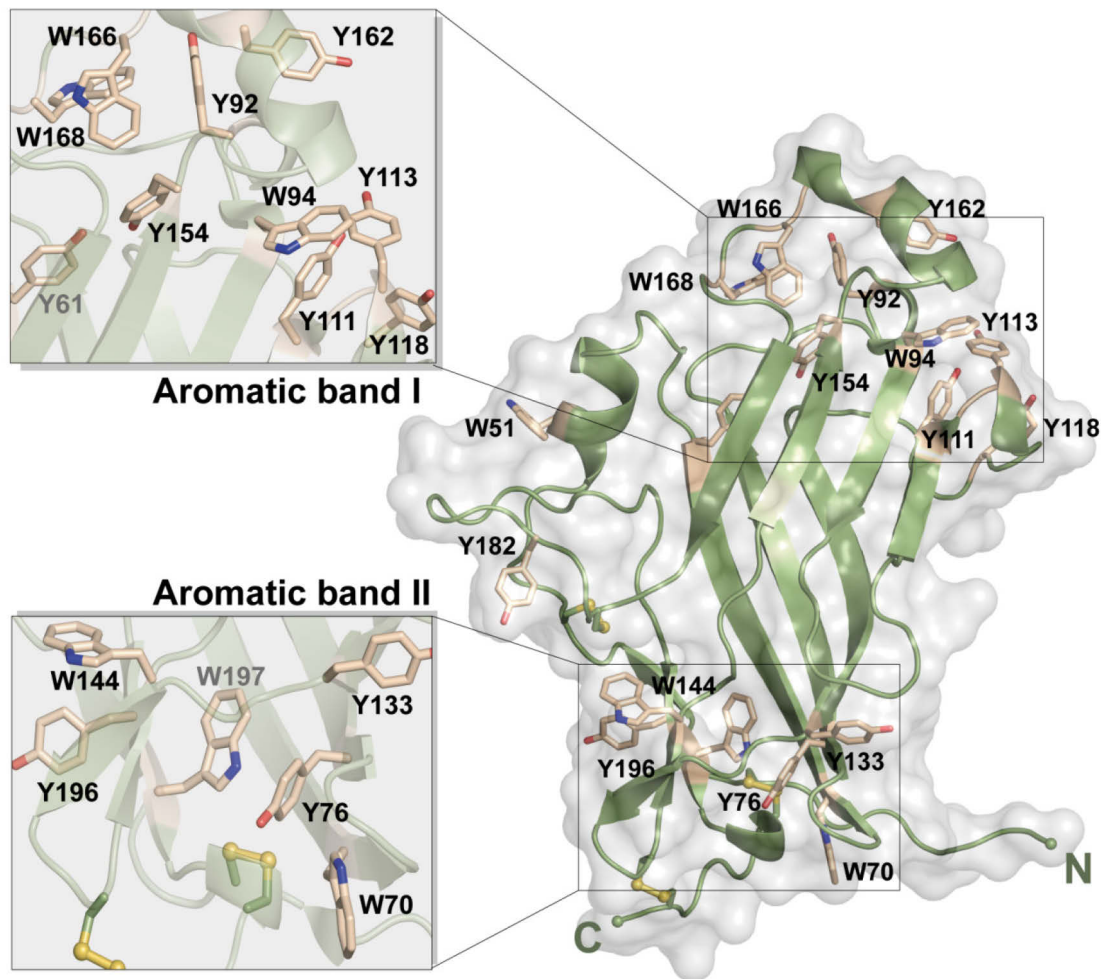 W166
Y162
Y92
W168
Y113
W94
Y154
Y61
Y111
Y118
Aromatic band I
W166
Y162
W168
Y92
Y113
W94
Y154
W51
Y111
Y118
Y182
Aromatic band II
W144
W197
Y133
Y196
Y76
W70
W144
Y133
Y196
Y76
W70
N
C